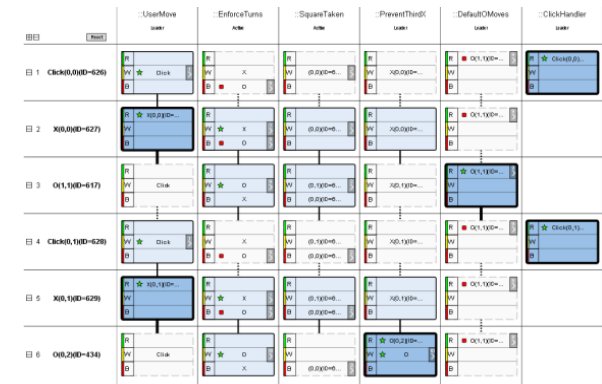 ::UserMove ::EnforceTurns ::SquareTaken ::PreventThirdX ::DefaultOMoves ::ClickHandler
Leader Active Active Leader Leader Leader
Reset
1 Click(0,0)(ID=626)
R R R R R O(1,1)(ID=... R Click(0,0)...
W Click W X W (0,0)(ID=6... W X(0,0)(ID=... W W
B B O B B B B
2 X(0,0)(ID=627)
R X(0,0)(ID=... R R R R O(1,1)(ID=...
W W X W (0,0)(ID=6... W X(0,0)(ID=... W
B B O B B B
3 O(1,1)(ID=617)
R R R R R O(1,1)(ID=...
W Click W O W (0,1)(ID=6... W X(0,1)(ID=... W
B B X B (0,0)(ID=6... B B
4 Click(0,1)(ID=628)
R R R R R O(1,1)(ID=... R Click(0,1)...
W Click W X W (0,1)(ID=6... W X(0,1)(ID=... W W
B B O B (0,0)(ID=6... B B B
5 X(0,1)(ID=629)
R X(0,1)(ID=... R R R R O(1,1)(ID=...
W W X W (0,1)(ID=6... W X(0,1)(ID=... W
B B O B (0,0)(ID=6... B B
6 O(0,2)(ID=434)
R R R R O(0,2)(ID=... R O(1,1)(ID=...
W Click W O W W O W
B B X B (0,0)(ID=6... B B